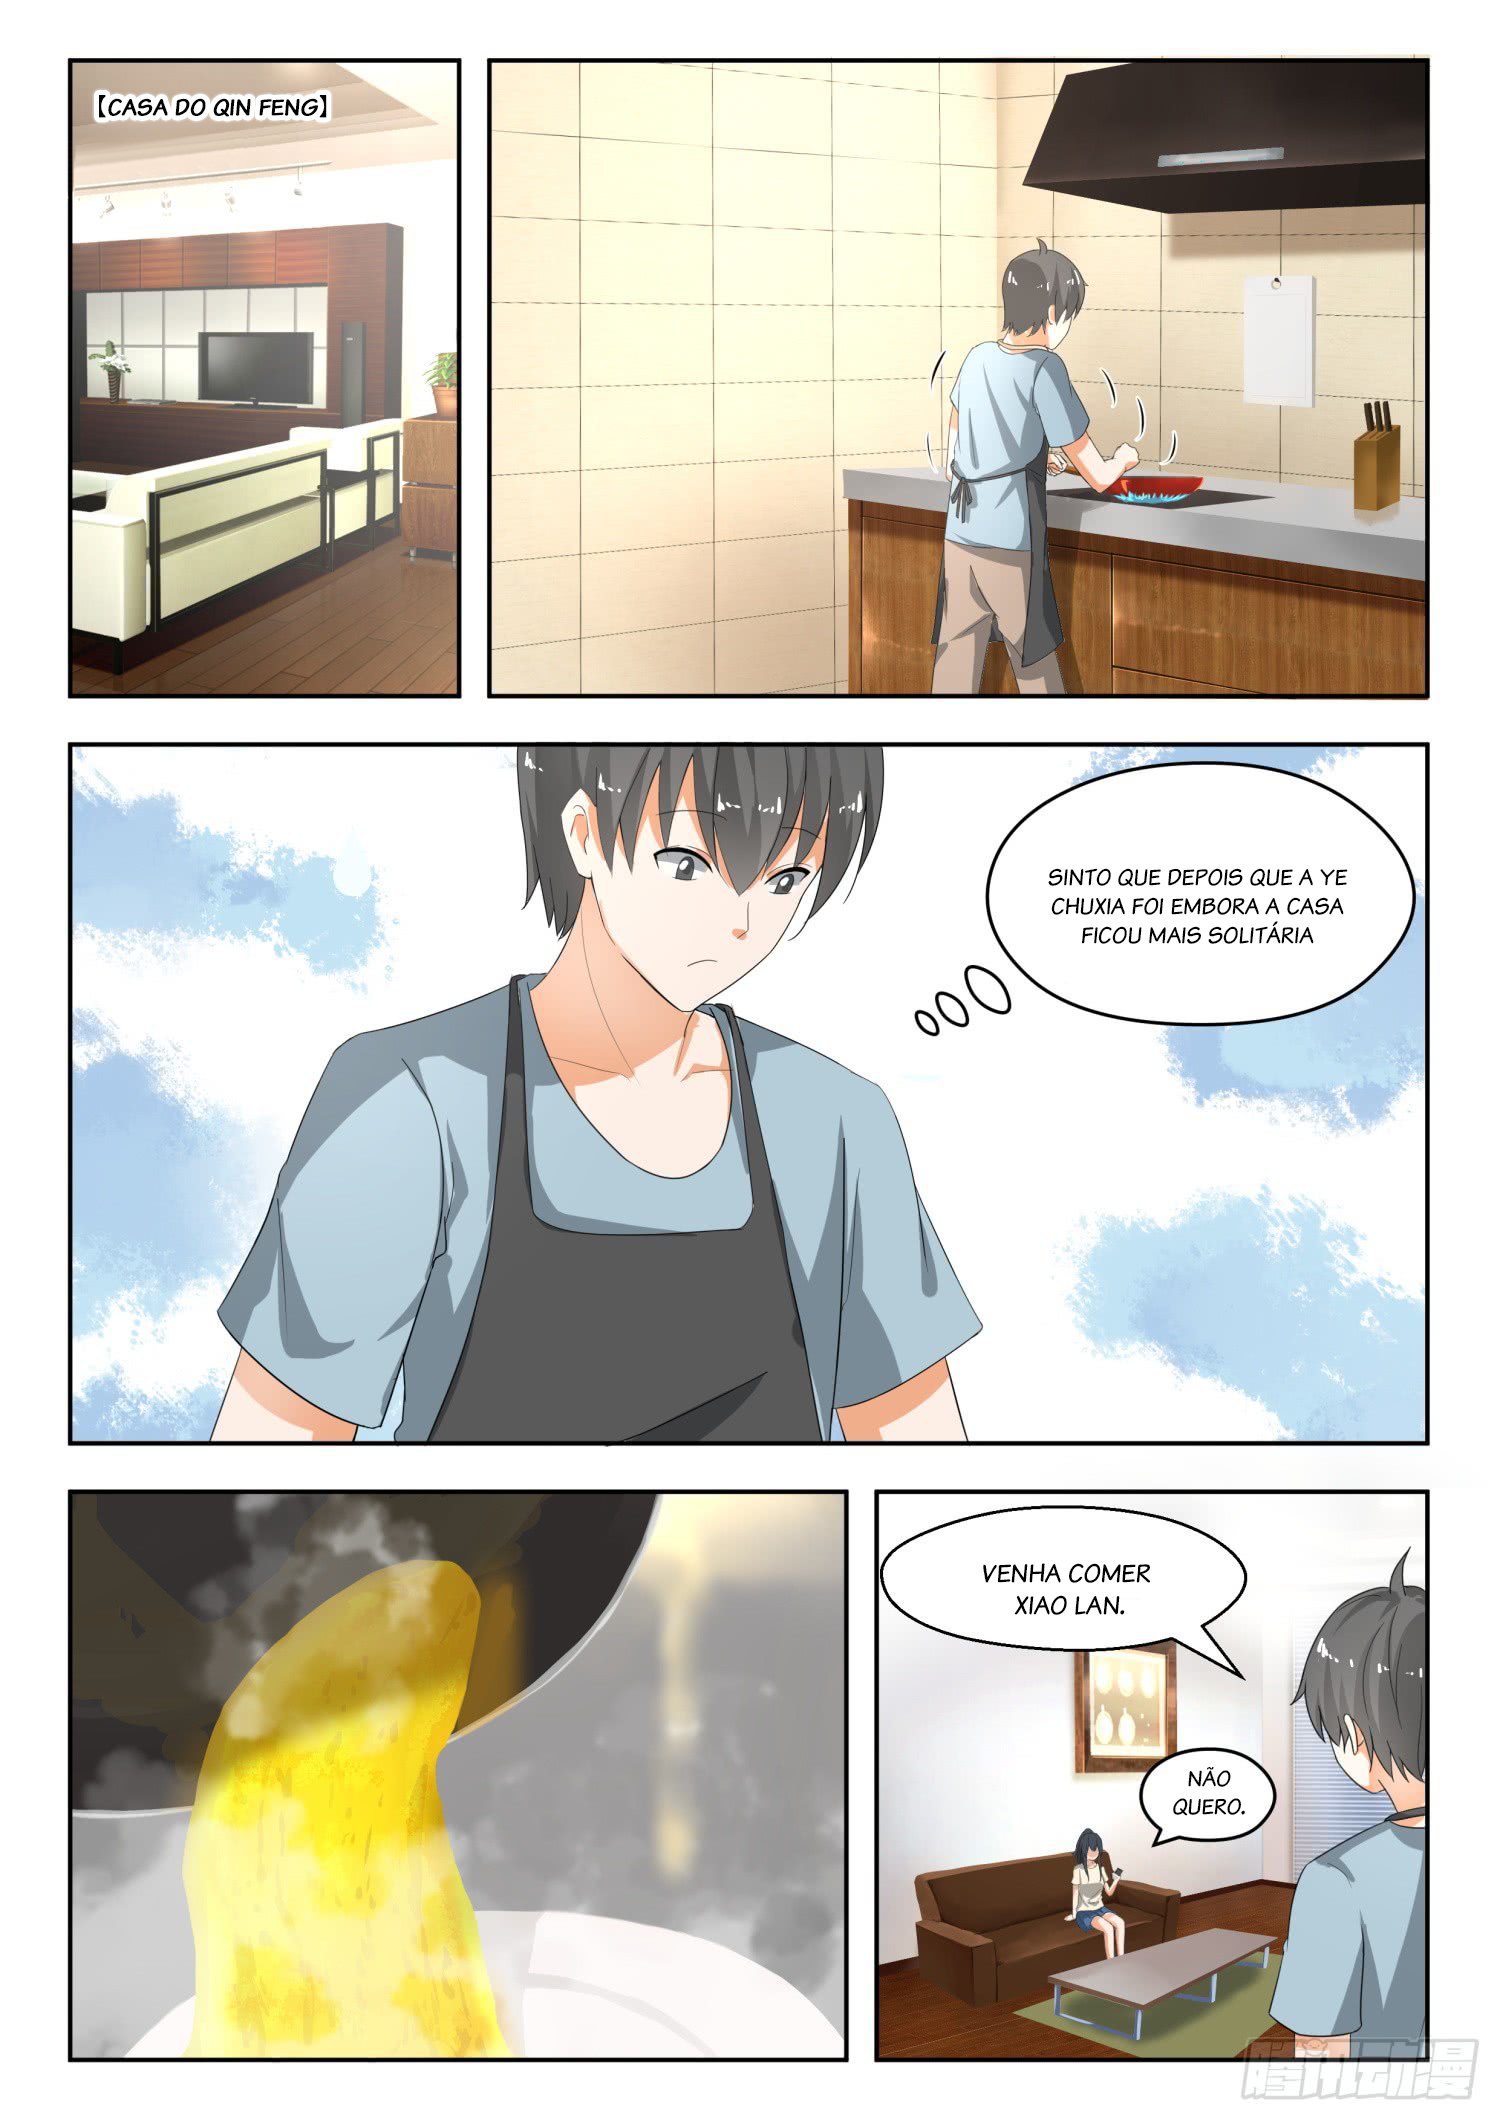 【CASA DO QIN FENG】
SINTO QUE DEPOIS QUE A YE
CHUXIA FOI EMBORA A CASA
FICOU MAIS SOLITÁRIA
VENHA COMER
XIAO LAN.
NÃO
QUERO.
腾讯动漫